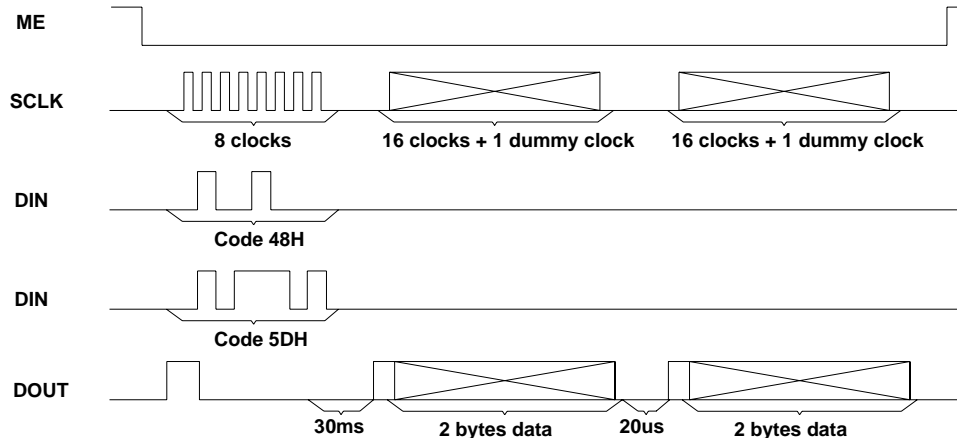 ME
SCLK
8 clocks
16 clocks + 1 dummy clock
16 clocks + 1 dummy clock
DIN
Code 48H
DIN
Code 5DH
DOUT
30ms
2 bytes data
20us
2 bytes data